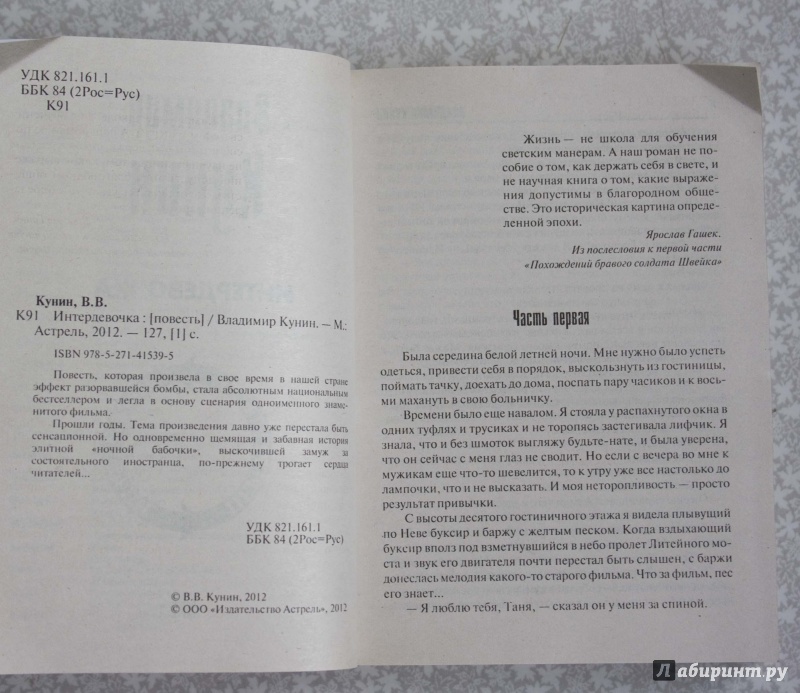 УДК 821.161.1
ББК 84 (2Рос=Рус)
К91
Кунин, В.В.
К91 Интердевочка : [повесть] / Владимир Кунин. — М.:
Астрель, 2012. — 127, [1] с.
ISBN 978-5-271-41539-5
Повесть, которая произвела в свое время в нашей стране
эффект разорвавшейся бомбы, стала абсолютным национальным
бестселлером и легла в основу сценария одноименного знаме-
нитого фильма.
Прошли годы. Тема произведения давно уже перестала быть
сенсационной. Но одновременно щемящая и забавная история
элитной «ночной бабочки», выскочившей замуж за
состоятельного иностранца, по-прежнему трогает сердца
читателей...
УДК 821.161.1
ББК 84 (2Рос=Рус)
© В.В. Кунин, 2012
© ООО «Издательство Астрель», 2012
Жизнь — не школа для обучения
светским манерам. А наш роман не по-
собие о том, как держать себя в свете, и
не научная книга о том, какие выраже-
ния допустимы в благородном обще-
стве. Это историческая картина опреде-
ленной эпохи.
Ярослав Гашек.
Из послесловия к первой части
«Похождений бравого солдата Швейка»
Часть первая
Была середина белой летней ночи. Мне нужно было успеть
одеться, привести себя в порядок, выскользнуть из гостиницы,
поймать тачку, доехать до дома, поспать пару часиков и к вось-
ми махануть в свою больничку.
Времени было еще навалом. Я стояла у распахнутого окна в
одних туфлях и трусиках и не торопясь застегивала лифчик. Я
знала, что и без шмоток выгляжу будьте-нате, и была уверена,
что он сейчас с меня глаз не сводит. Но если с вечера во мне к
мужикам еще что-то шевелится, то к утру уже все настолько до
лампочки, что и не высказать. И моя неторопливость — просто
результат привычки.
С высоты десятого гостиничного этажа я видела плывущий
по Неве буксир и баржу с желтым песком. Когда вздыхающий
буксир вполз под взметнувшийся в небо пролет Литейного мос-
та и звук его двигателя почти перестал быть слышен, с баржи
донеслась мелодия какого-то старого фильма. Что за фильм, пес
его знает...
— Я люблю тебя, Таня, — сказал он у меня за спиной.
Лабиринт.ру